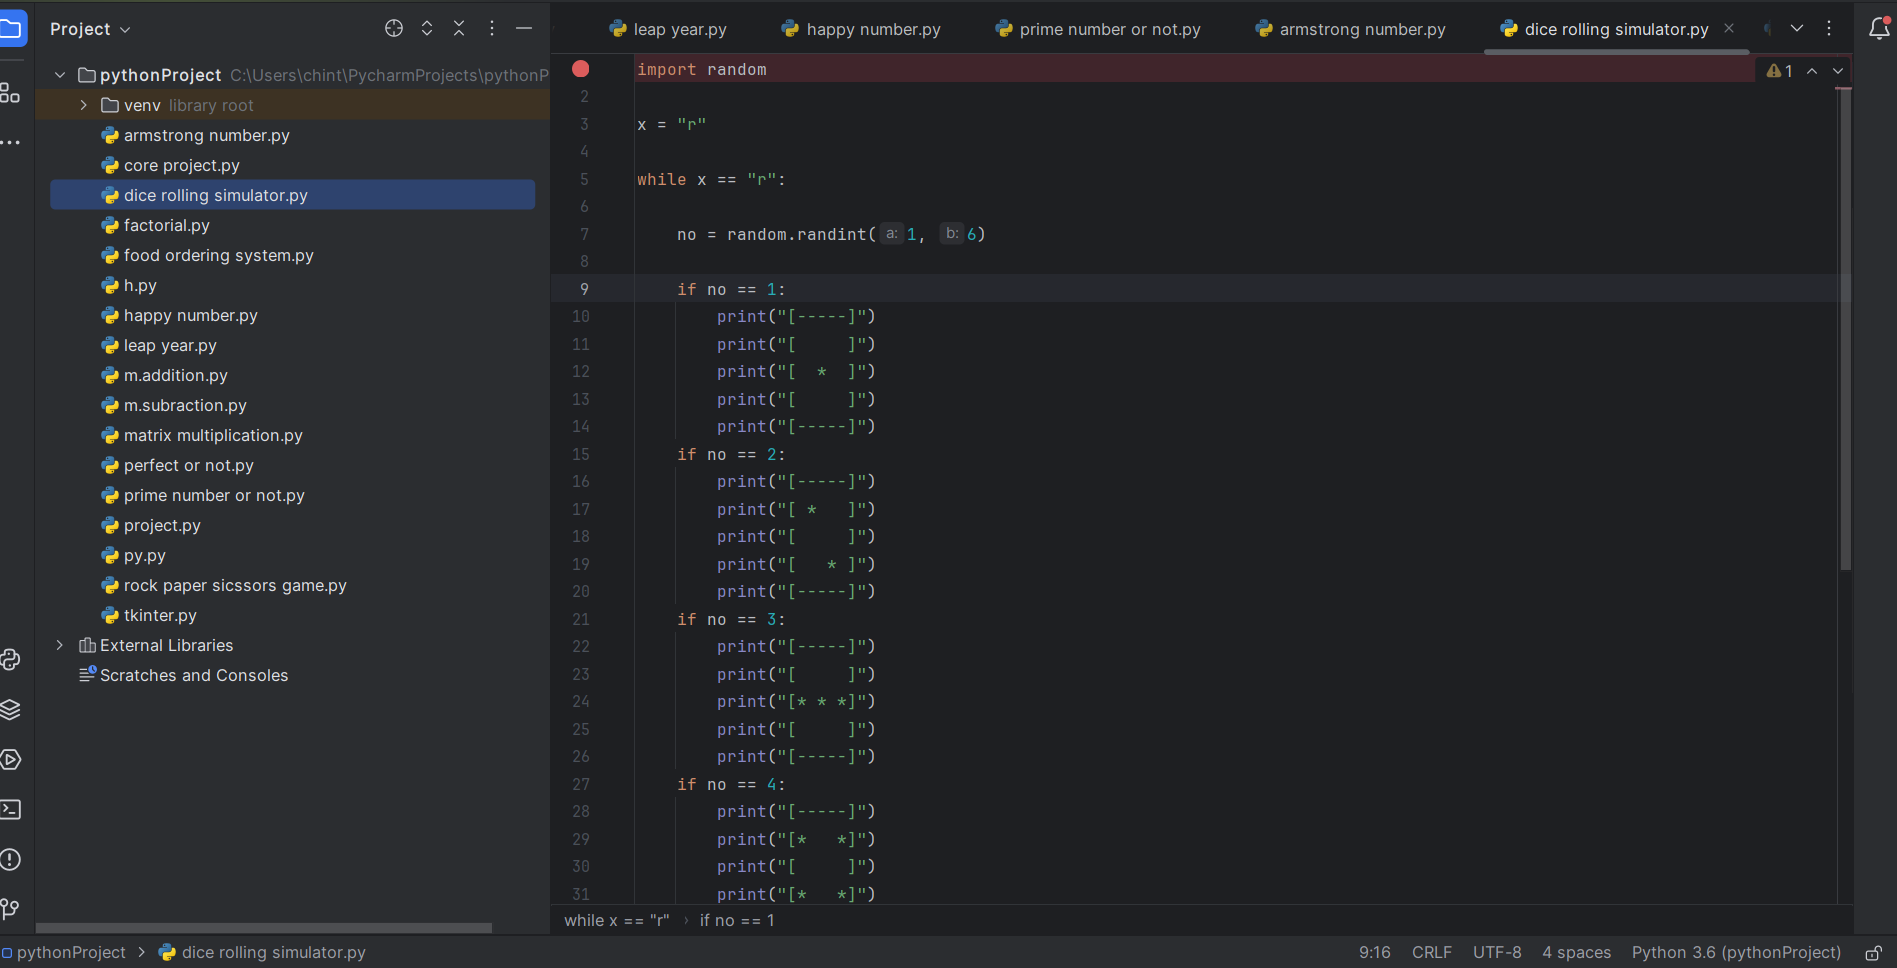 Project
leap year.py
happy number.py
prime number or not.py
armstrong number.py
dice rolling simulator.py
pythonProject C:\Users\chint\PycharmProjects\pythonP
venv library root
armstrong number.py
core project.py
dice rolling simulator.py
factorial.py
food ordering system.py
h.py
happy number.py
leap year.py
m.addition.py
m.subraction.py
matrix multiplication.py
perfect or not.py
prime number or not.py
project.py
py.py
rock paper sicssors game.py
tkinter.py
External Libraries
Scratches and Consoles
import random
1
2
3 x = "r"
4
5 while x == "r":
6
7     no = random.randint( a: 1,  b: 6)
8
9     if no == 1:
10         print("[-----]")
11         print("[     ]")
12         print("[  *  ]")
13         print("[     ]")
14         print("[-----]")
15     if no == 2:
16         print("[-----]")
17         print("[ *   ]")
18         print("[     ]")
19         print("[   * ]")
20         print("[-----]")
21     if no == 3:
22         print("[-----]")
23         print("[     ]")
24         print("[* * *]")
25         print("[     ]")
26         print("[-----]")
27     if no == 4:
28         print("[-----]")
29         print("[*   *]")
30         print("[     ]")
31         print("[*   *]")
while x == "r" › if no == 1
pythonProject > dice rolling simulator.py
9:16 CRLF UTF-8 4 spaces Python 3.6 (pythonProject)